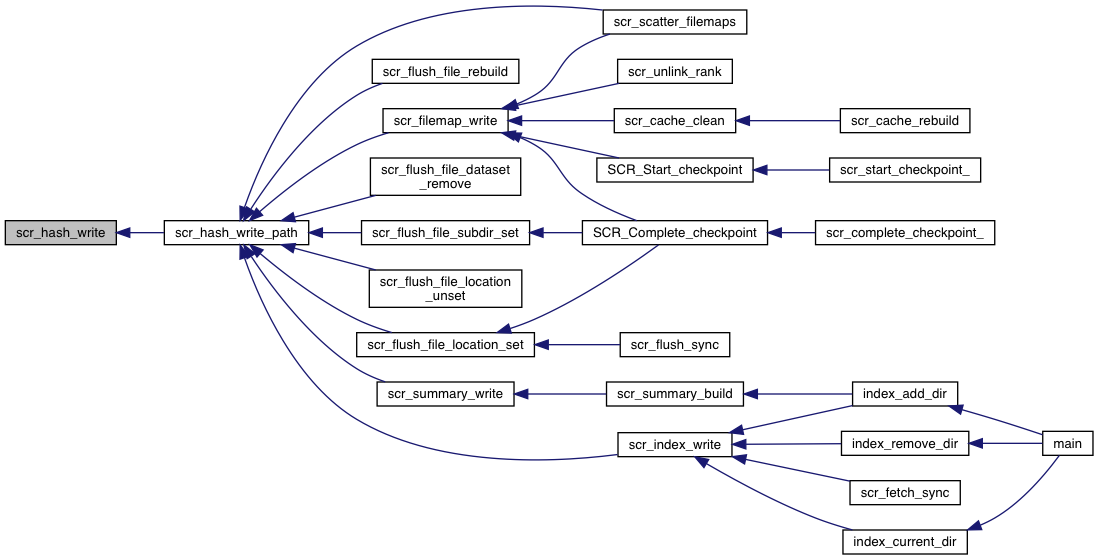 scr_scatter_filemaps
scr_flush_file_rebuild
scr_unlink_rank
scr_filemap_write
scr_cache_clean
scr_cache_rebuild
scr_flush_file_dataset
_remove
SCR_Start_checkpoint
scr_start_checkpoint_
scr_hash_write
scr_hash_write_path
scr_flush_file_subdir_set
SCR_Complete_checkpoint
scr_complete_checkpoint_
scr_flush_file_location
_unset
scr_flush_file_location_set
scr_flush_sync
scr_summary_write
scr_summary_build
index_add_dir
scr_index_write
index_remove_dir
main
scr_fetch_sync
index_current_dir